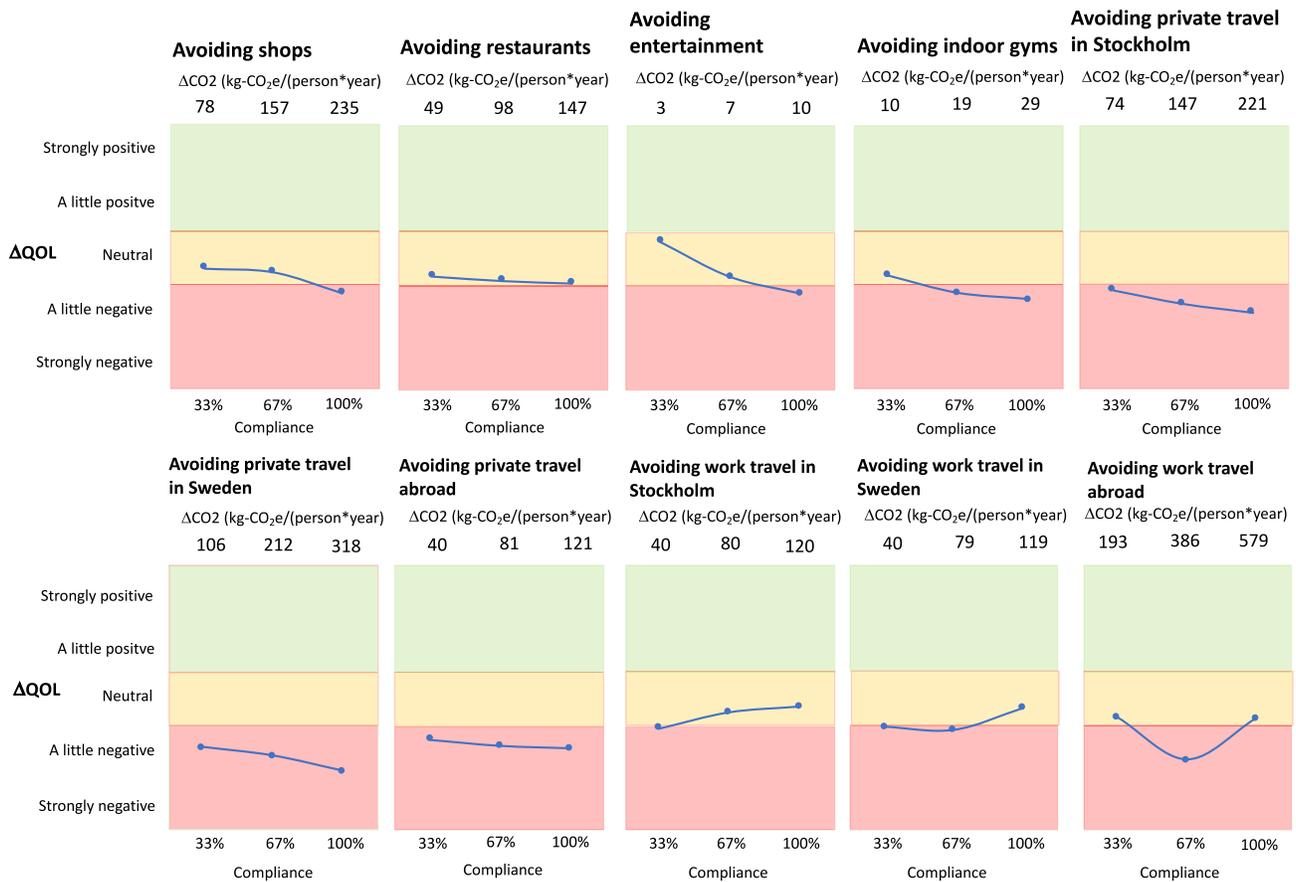 Avoiding shops
ΔCO2 (kg-CO₂e/(person*year)
78 157 235
Avoiding restaurants
ΔCO2 (kg-CO₂e/(person*year)
49 98 147
Avoiding
entertainment
ΔCO2 (kg-CO₂e/(person*year)
3 7 10
Avoiding indoor gyms
ΔCO2 (kg-CO₂e/(person*year)
10 19 29
Avoiding private travel
in Stockholm
ΔCO2 (kg-CO₂e/(person*year)
74 147 221
Strongly positive
A little positve
ΔQOL
Neutral
A little negative
Strongly negative
33% 67% 100%
Compliance
33% 67% 100%
Compliance
33% 67% 100%
Compliance
33% 67% 100%
Compliance
33% 67% 100%
Compliance
Avoiding private travel
in Sweden
ΔCO2 (kg-CO₂e/(person*year)
106 212 318
Avoiding private travel
abroad
ΔCO2 (kg-CO₂e/(person*year)
40 81 121
Avoiding work travel in
Stockholm
ΔCO2 (kg-CO₂e/(person*year)
40 80 120
Avoiding work travel in
Sweden
ΔCO2 (kg-CO₂e/(person*year)
40 79 119
Avoiding work travel
abroad
ΔCO2 (kg-CO₂e/(person*year)
193 386 579
Strongly positive
A little positve
ΔQOL
Neutral
A little negative
Strongly negative
33% 67% 100%
Compliance
33% 67% 100%
Compliance
33% 67% 100%
Compliance
33% 67% 100%
Compliance
33% 67% 100%
Compliance